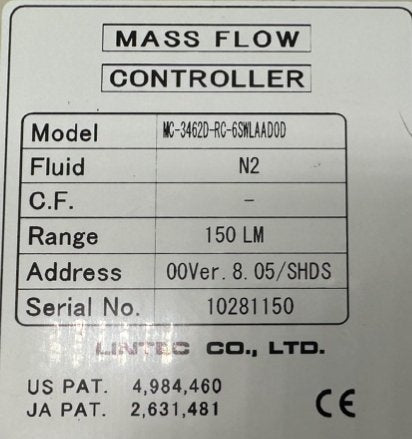 MASS FLOW
CONTROLLER
Model MC-3462D-RC-6SWLAAD0D
Fluid N2
C.F. -
Range 150 LM
Address 00Ver. 8.05/SHDS
Serial No. 10281150
LINTEC CO., LTD.
US PAT. 4,984,460
JA PAT. 2,631,481
CE